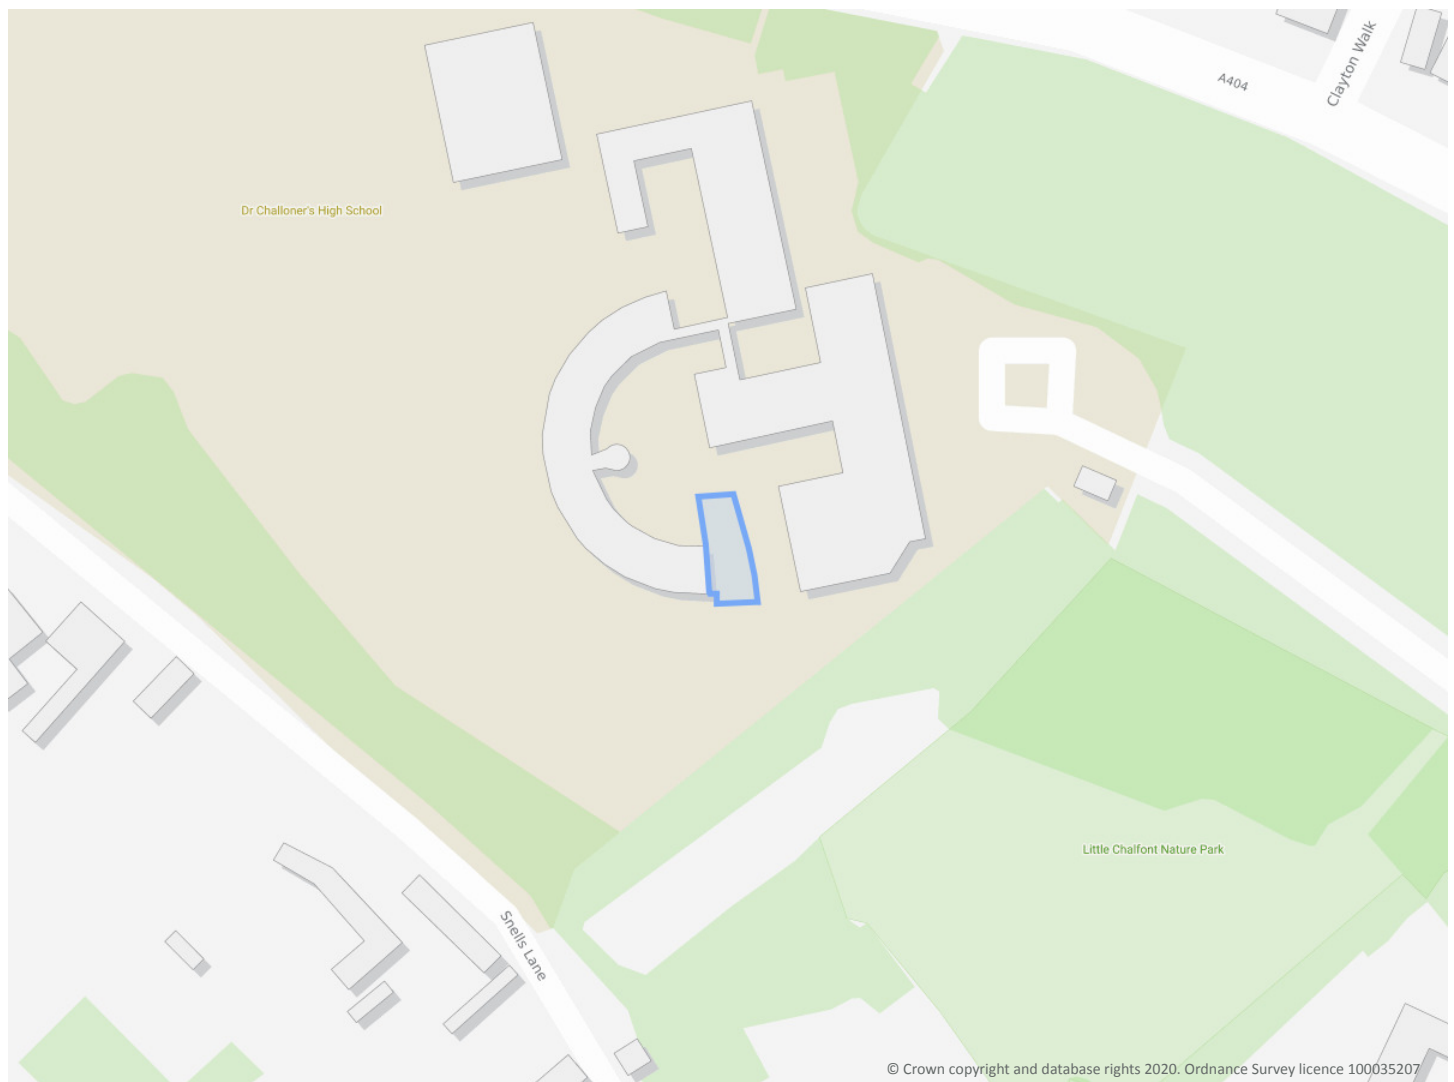 A404
Clayton Walk
Dr Challoner's High School
Little Chalfont Nature Park
Snells Lane
© Crown copyright and database rights 2020. Ordnance Survey licence 100035207